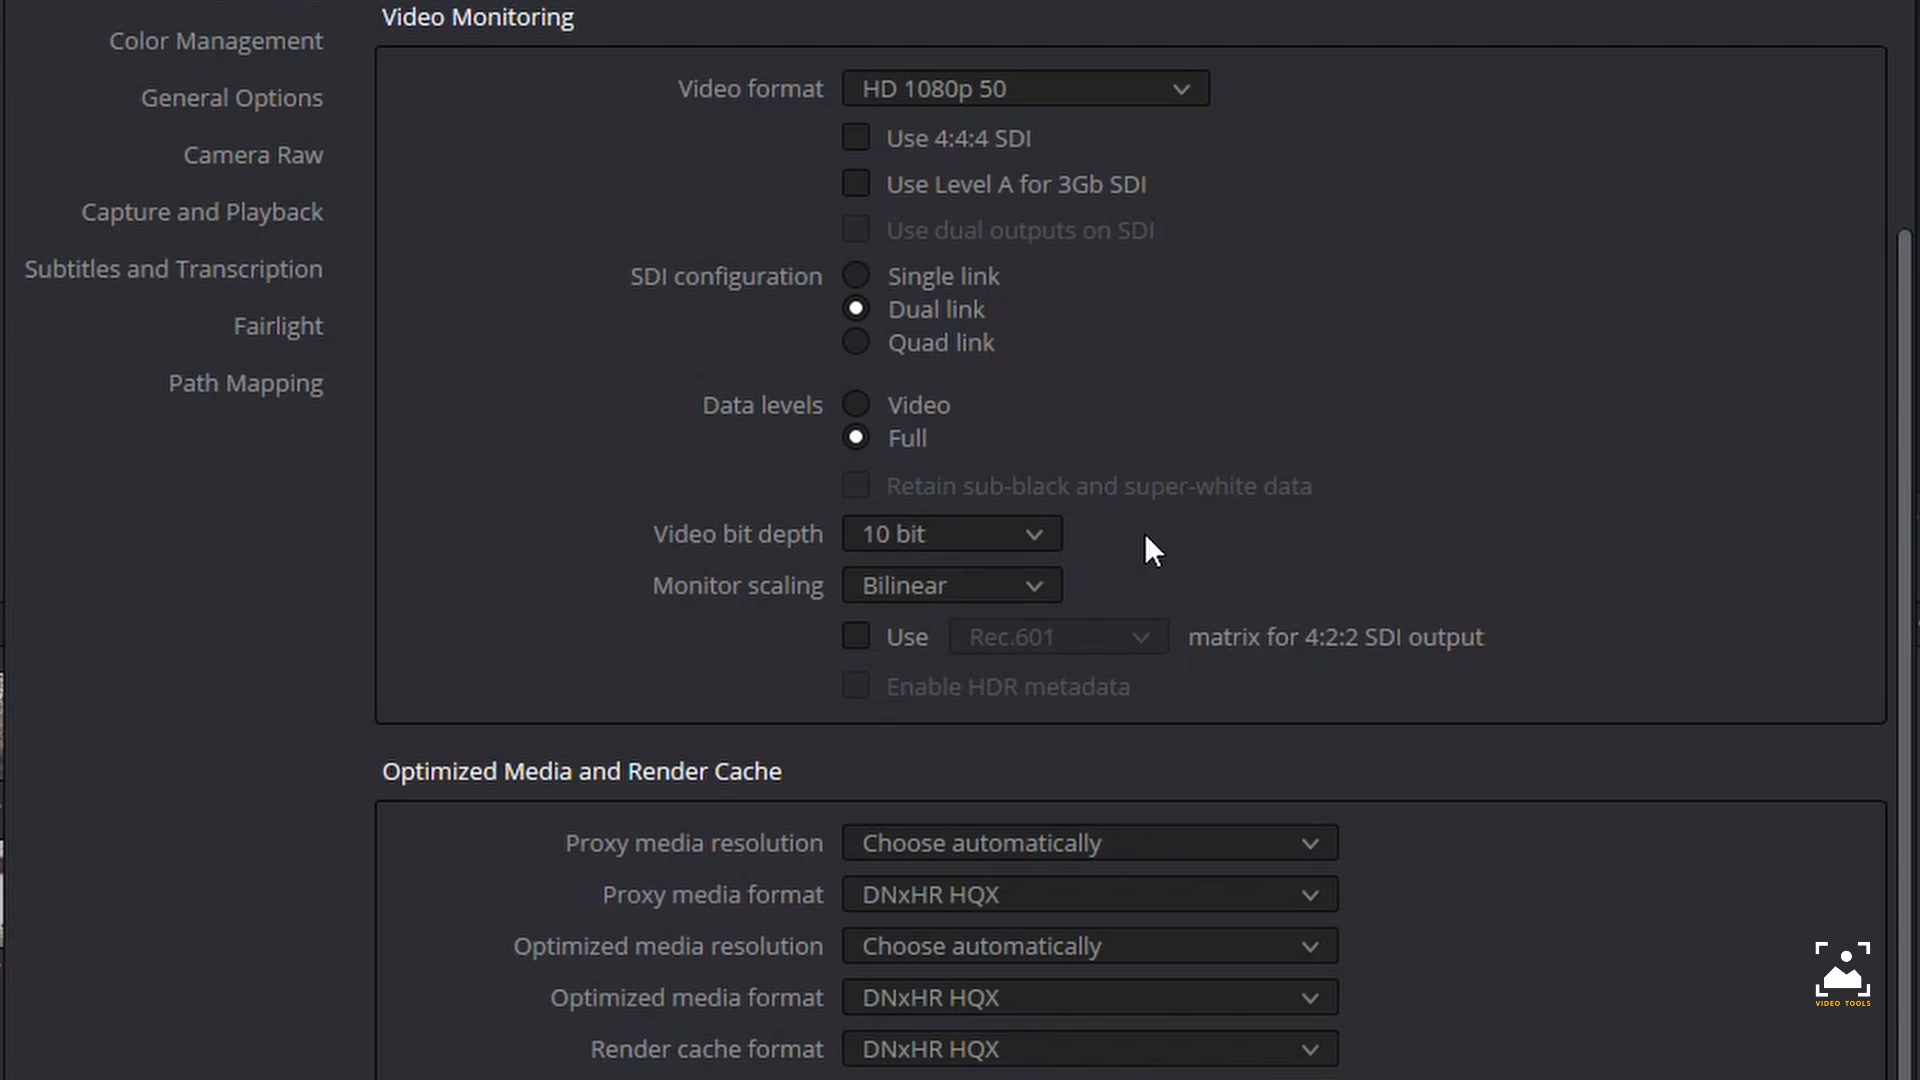 Video Monitoring
Color Management
General Options
Camera Raw
Capture and Playback
Subtitles and Transcription
Fairlight
Path Mapping
Video format HD 1080p 50
Use 4:4:4 SDI
Use Level A for 3Gb SDI
Use dual outputs on SDI
SDI configuration Single link
Dual link
Quad link
Data levels Video
Full
Retain sub-black and super-white data
Video bit depth 10 bit
Monitor scaling Bilinear
Use Rec.601 matrix for 4:2:2 SDI output
Enable HDR metadata
Optimized Media and Render Cache
Proxy media resolution Choose automatically
Proxy media format DNxHR HQX
Optimized media resolution Choose automatically
Optimized media format DNxHR HQX
Render cache format DNxHR HQX
VIDEO TOOLS